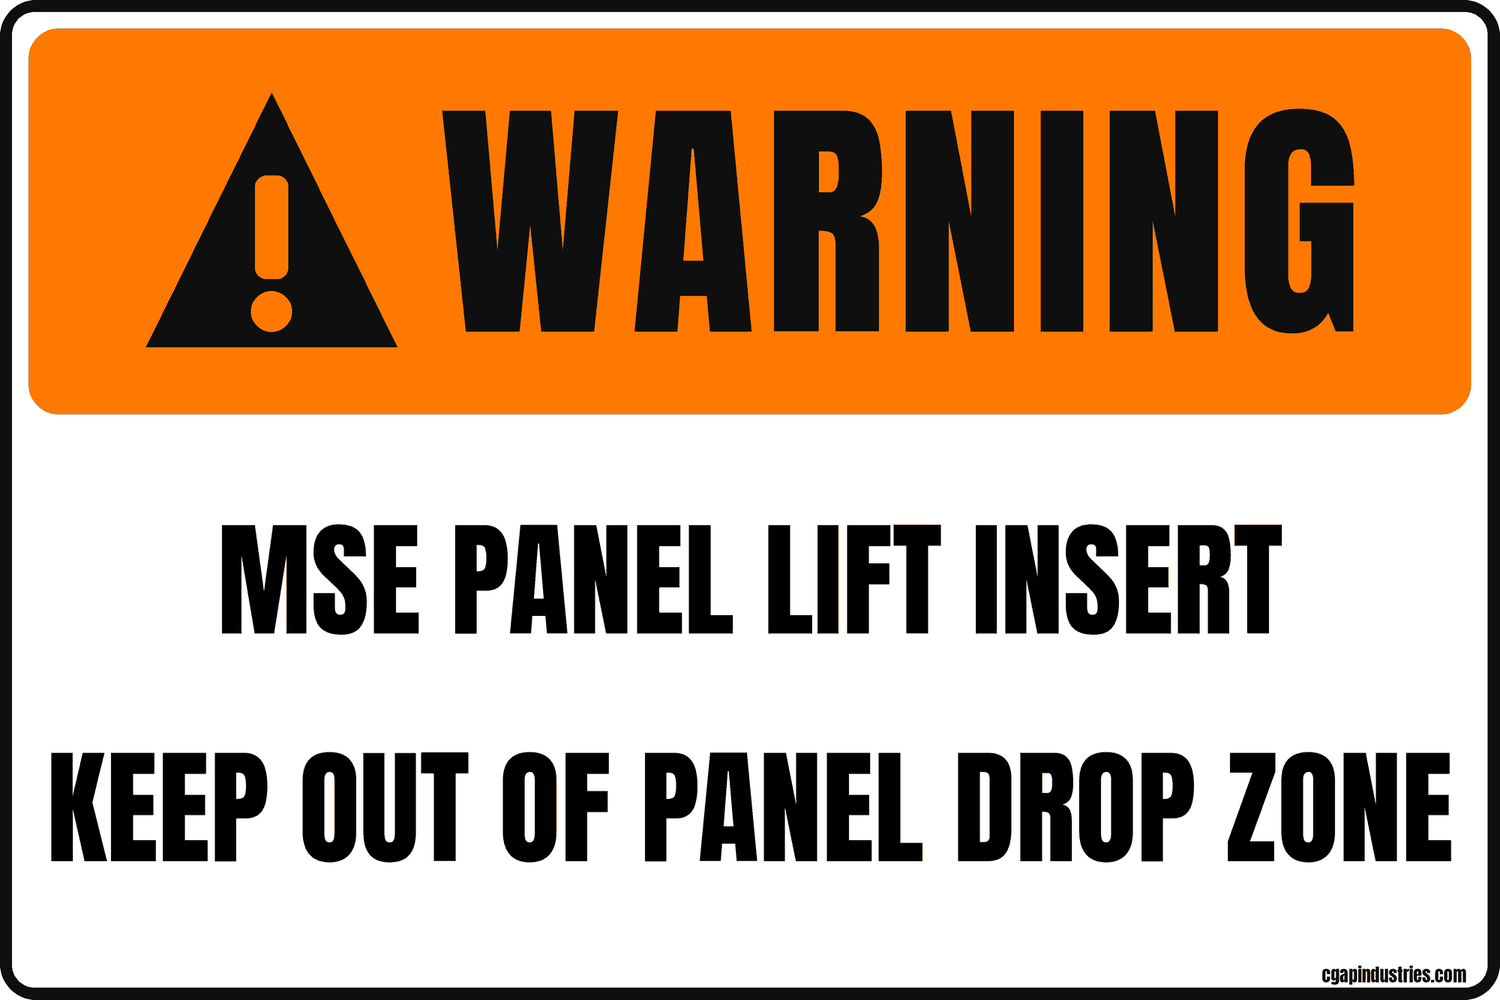 WARNING
MSE PANEL LIFT INSERT
KEEP OUT OF PANEL DROP ZONE
cgapindustries.com